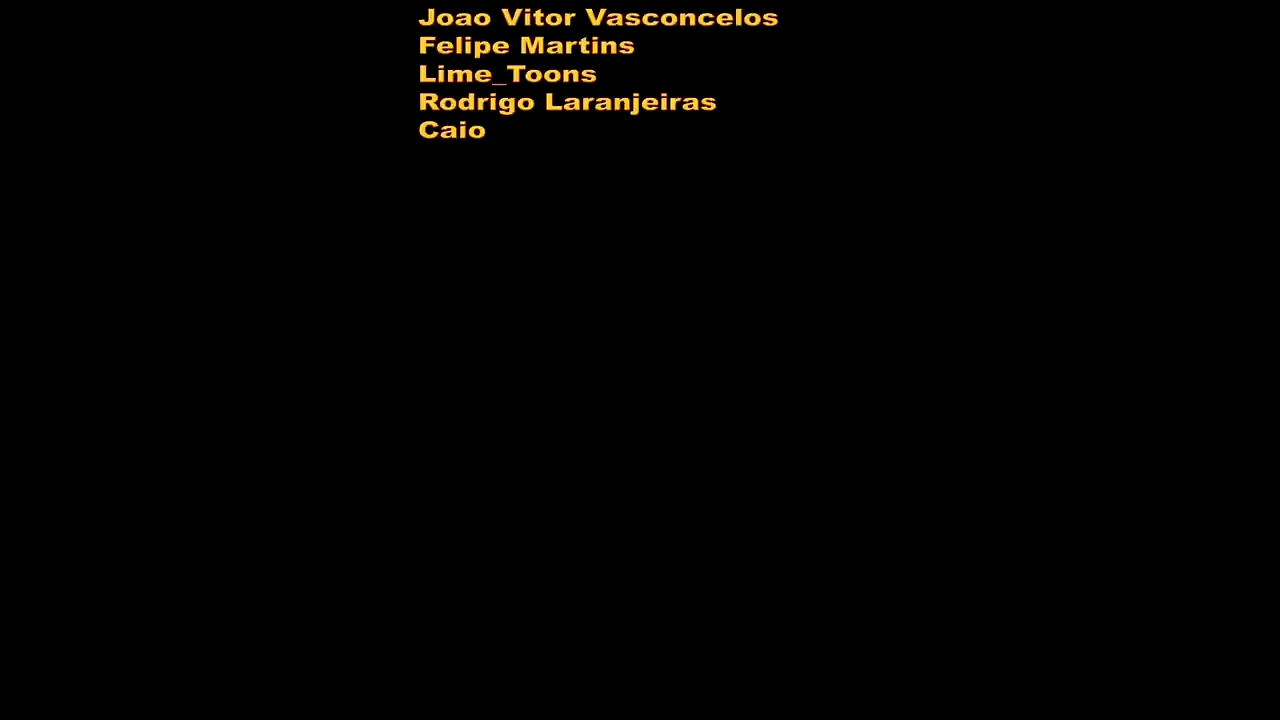 Joao Vitor Vasconcelos
Felipe Martins
Lime_Toons
Rodrigo Laranjeiras
Caio